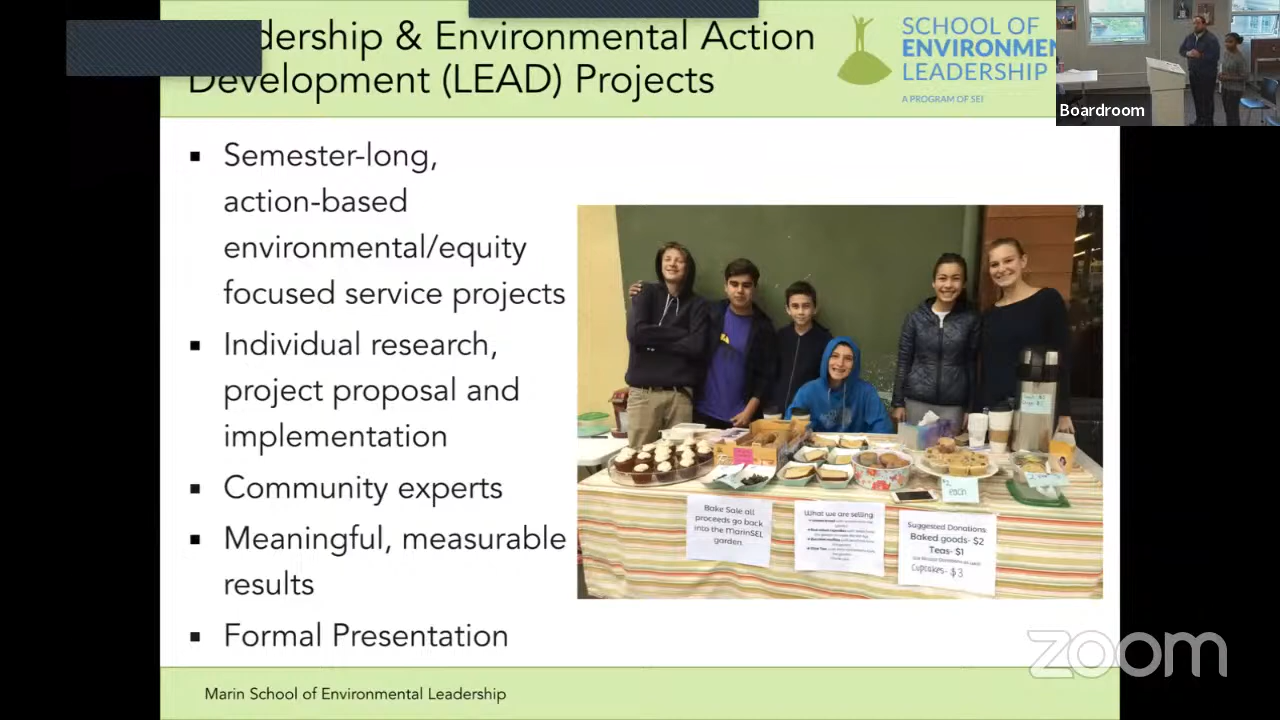 dership & Environmental Action
Development (LEAD) Projects
SCHOOL OF
ENVIRONMEN
LEADERSHIP
A PROGRAM OF SEI
Boardroom
▪ Semester-long,
action-based
environmental/equity
focused service projects
▪ Individual research,
project proposal and
implementation
▪ Community experts
▪ Meaningful, measurable
results
▪ Formal Presentation
Bake Sale all
proceeds go back
into the MarinSEL
garden
What we are selling
Suggested Donations
Baked goods- $2
Teas- $1
Cupcakes- $3
$2
each
zoom
Marin School of Environmental Leadership